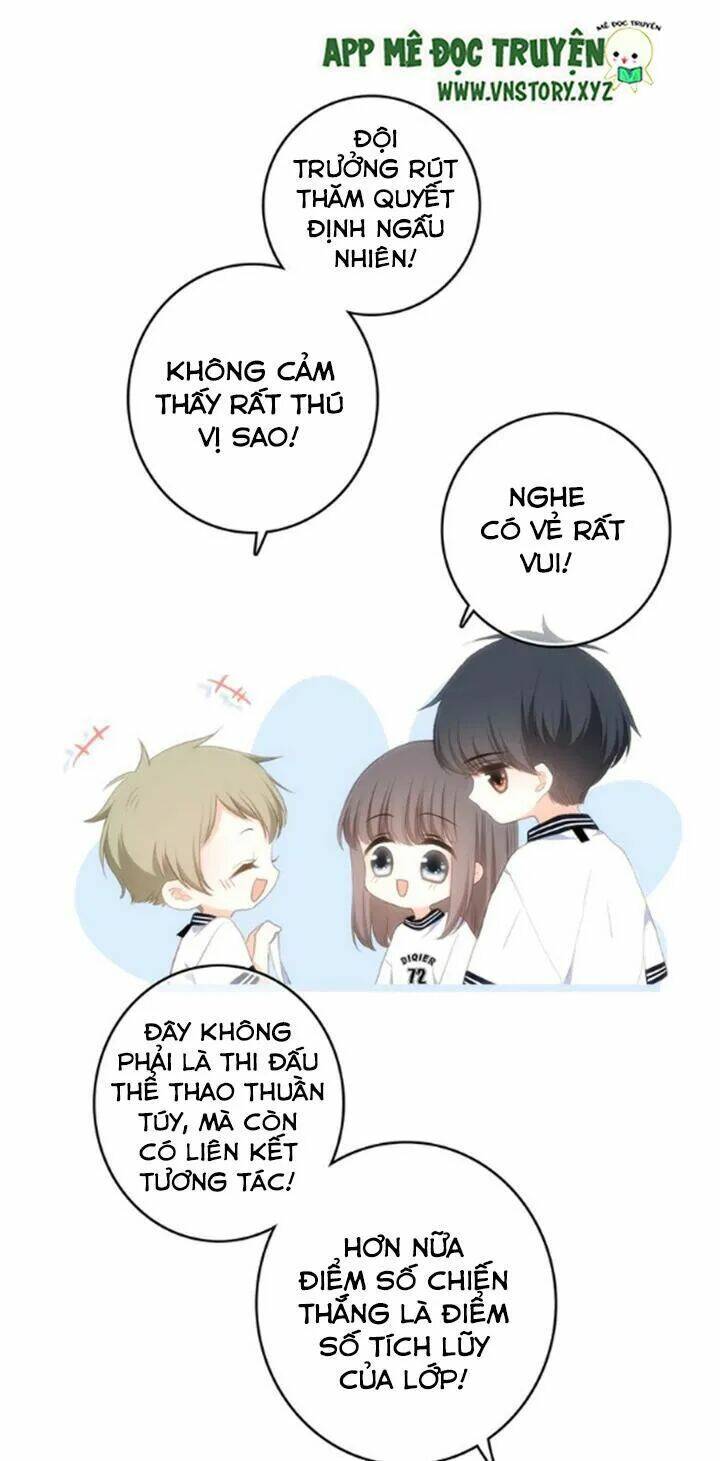 MÊ ĐỌC TRUYỆN
APP MÊ ĐỌC TRUYỆN
WWW.VNSTORY.XYZ
ĐỘI
TRƯỞNG RÚT
THĂM QUYẾT
ĐỊNH NGẪU
NHIÊN!
KHÔNG CẢM
THẤY RẤT THÚ
VỊ SAO!
NGHE
CÓ VẺ RẤT
VUI!
DIQIER
72
ĐÂY KHÔNG
PHẢI LÀ THI ĐẤU
THỂ THAO THUẦN
TÚY, MÀ CÒN
CÓ LIÊN KẾT
TƯƠNG TÁC!
HƠN NỮA
ĐIỂM SỐ CHIẾN
THẮNG LÀ ĐIỂM
SỐ TÍCH LŨY
CỦA LỚP!